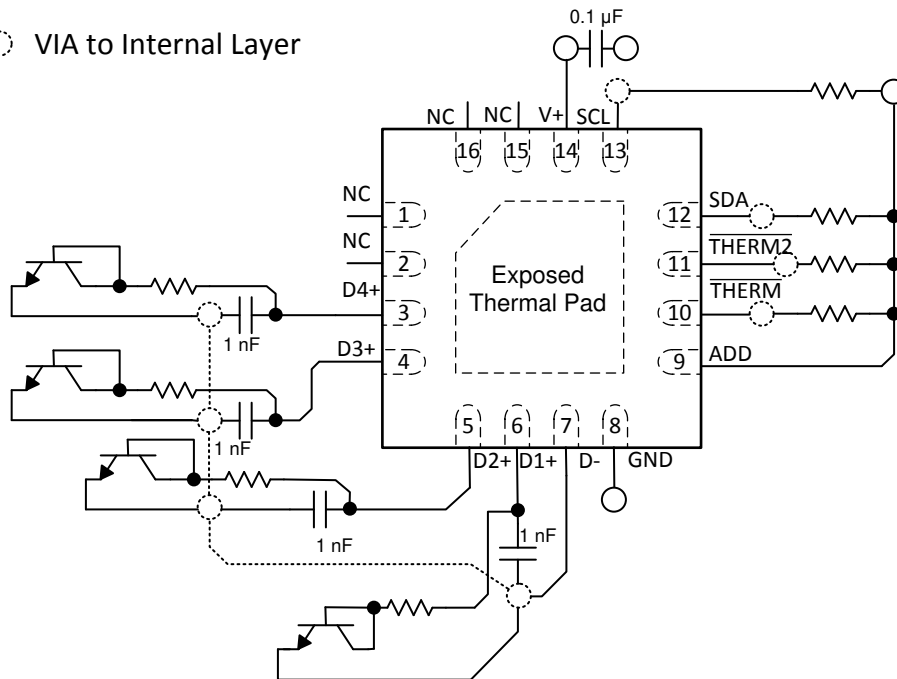 0.1 µF
VIA to Internal Layer
NC
NC
V+
SCL
16
15
14
13
NC
1
12
SDA
NC
2
11
THERM2
D4+
3
10
THERM
Exposed
Thermal Pad
1 nF
D3+
4
9
ADD
1 nF
5
6
7
8
D2+
D1+
D-
GND
1 nF
1 nF